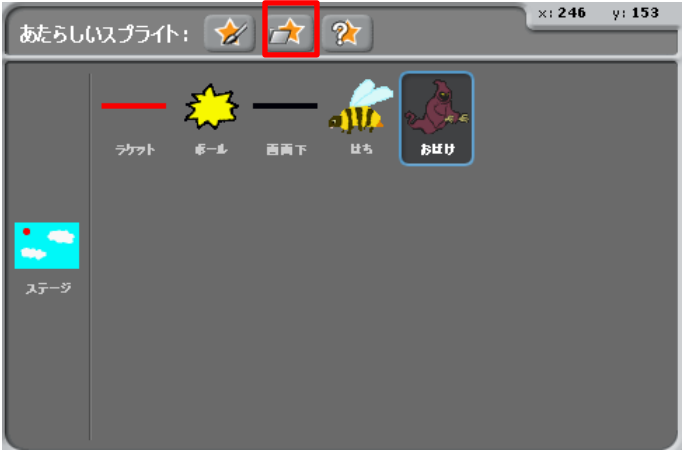 あたらしいスプライト:
x: 246 y: 153
ラケット ボール 画面下 はち おばけ
ステージ